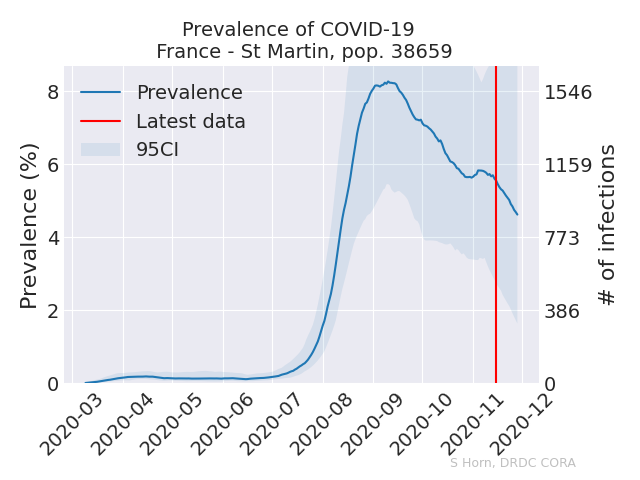 Prevalence of COVID-19
France - St Martin, pop. 38659
Prevalence
Latest data
95CI
Prevalence (%)
8
6
4
2
0
1546
1159
773
386
0
# of infections
2020-03
2020-04
2020-05
2020-06
2020-07
2020-08
2020-09
2020-10
2020-11
2020-12
S Horn, DRDC CORA